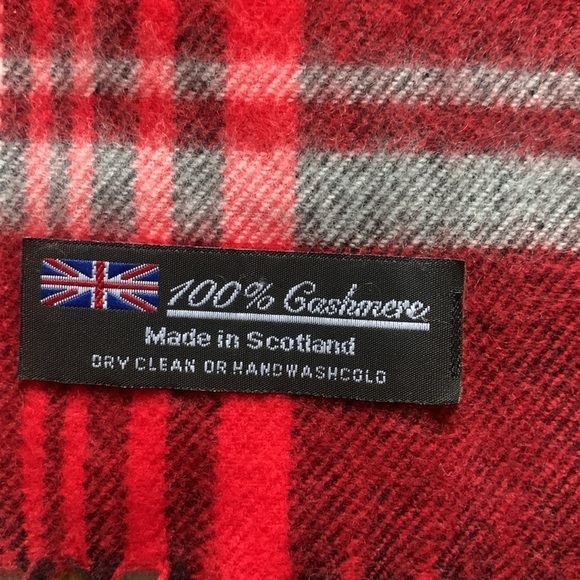 100% Cashmere
Made in Scotland
DRY CLEAN OR HANDWASHCOLD